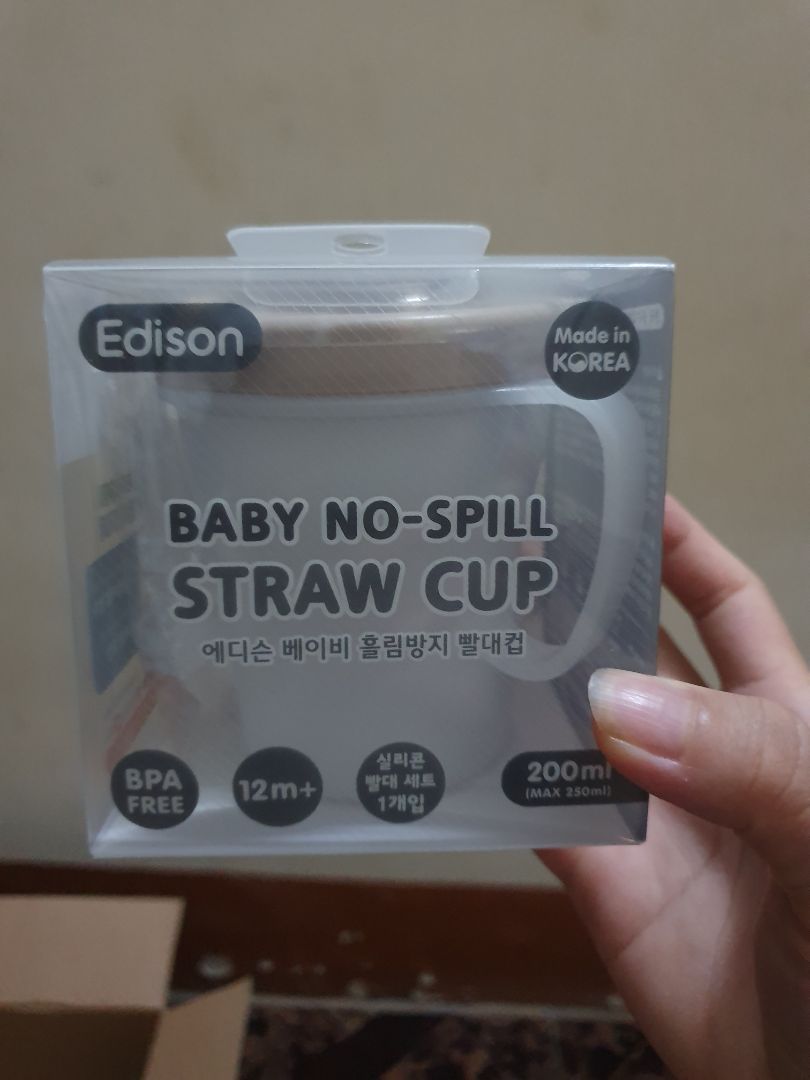 Edison
Made in
KOREA
BABY NO-SPILL
STRAW CUP
에디슨 베이비 흘림방지 빨대컵
BPA
FREE
12m+
실리콘
빨대 세트
1개입
200ml
(MAX 250ml)